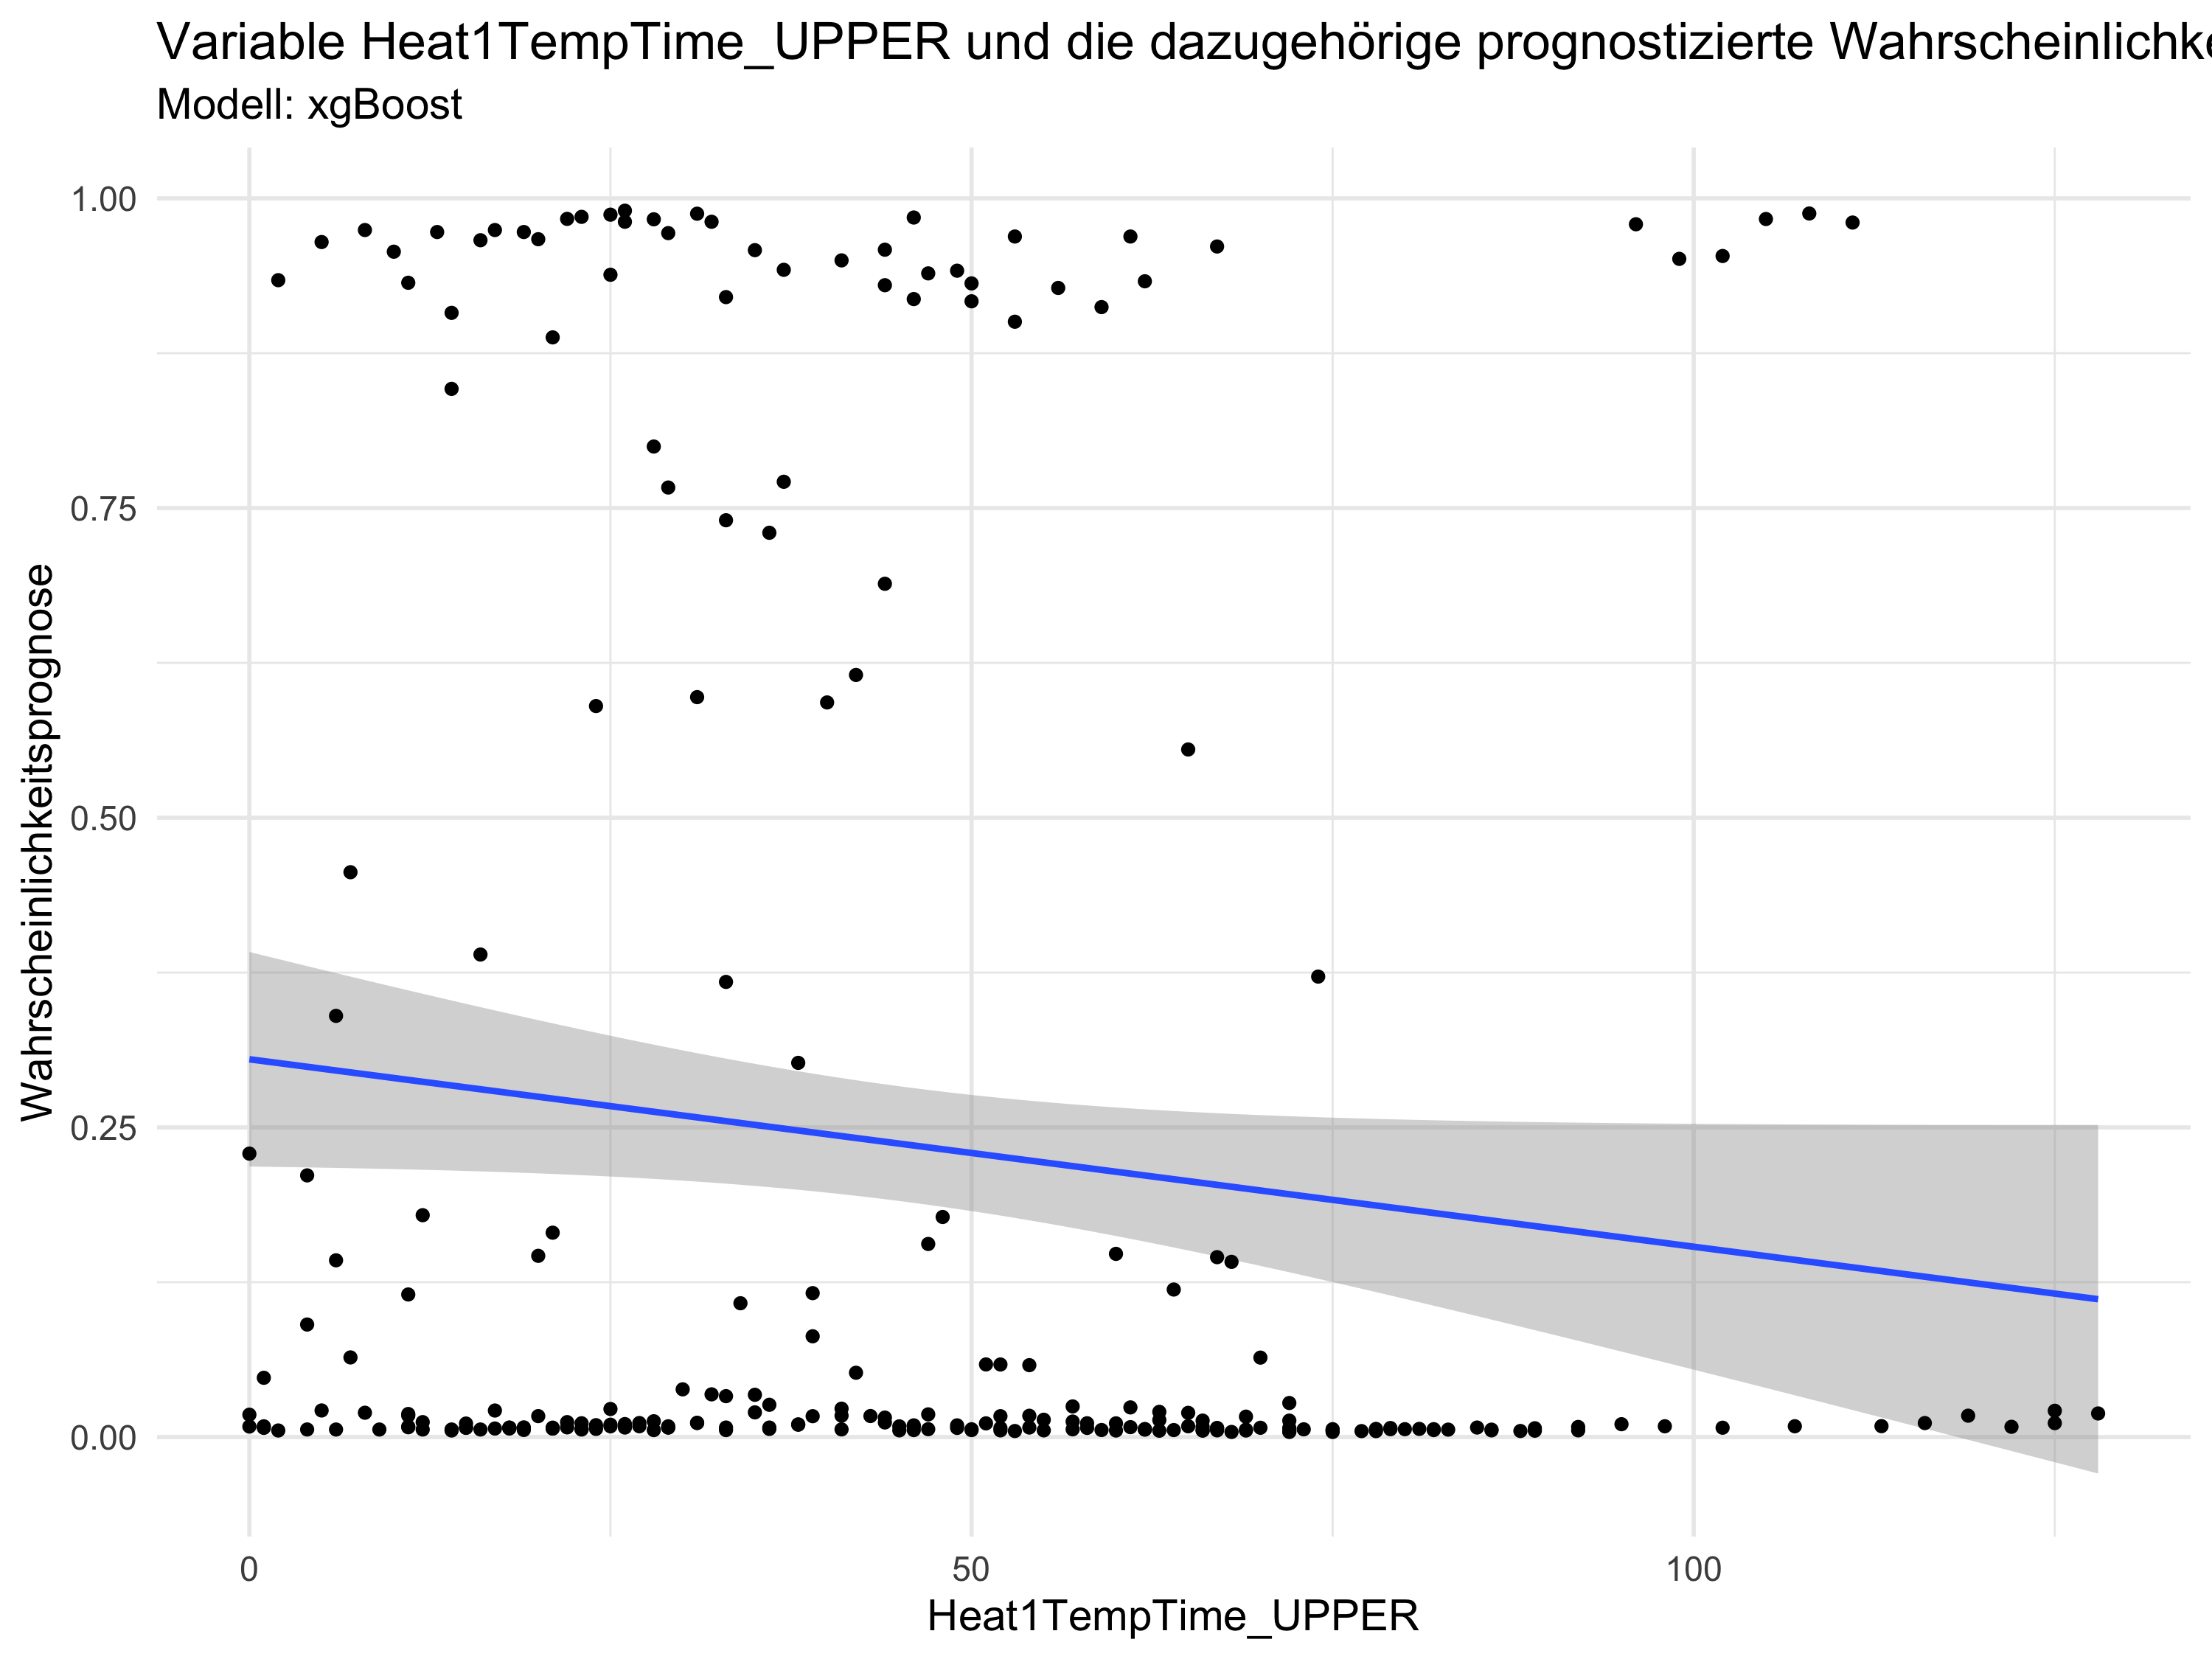 Variable Heat1TempTime_UPPER und die dazugehörige prognostizierte
Modell: xgBoost
Wahrscheinlichkeitsprognose
1.00
0.75
0.50
0.25
0.00
0 50 100
Heat1TempTime_UPPER